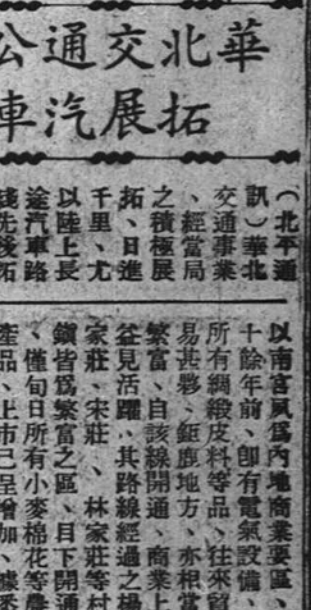 華北交通公
拓展汽車
（北平通
訊）華北
交通事業
、經當局
之積極展
拓、日進
千里、尤
以陸上長
途汽車路
綫先後拓
以南宮夙爲內地商業要區、
十餘年前、卽有電氣設備、
所有綢緞皮料等品、往來貿
易甚夥、鉅鹿地方、亦相當
繁富、自該線開通、商業上
益見活躍、其路線經過之楊
家莊、宋莊、林家莊等村
鎭皆爲繁富之區、目下開通
、僅旬日所有小麥棉花等農
產品、上市已呈增加、據悉